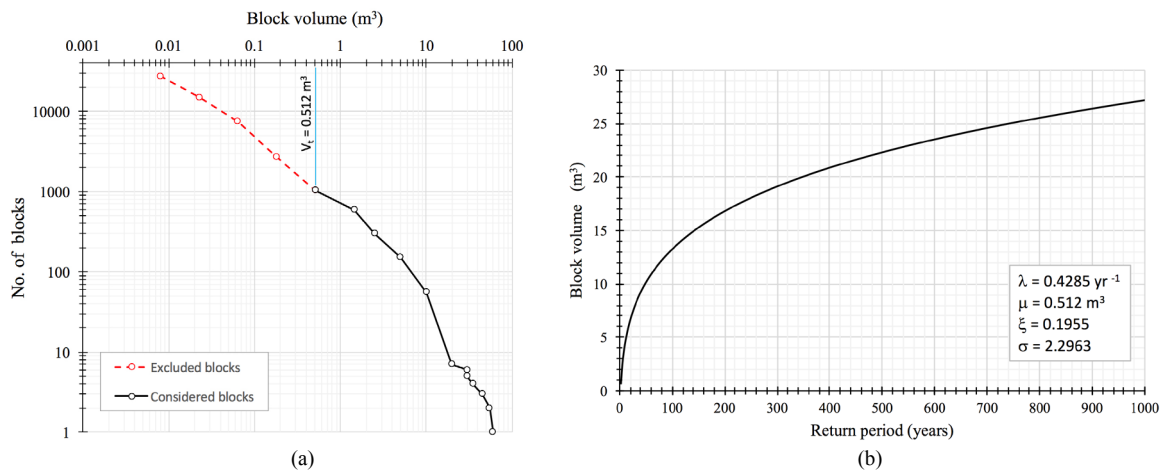 Block volume (m³)
0.001 0.01 0.1 1 10 100
No. of blocks
10000
1000
100
10
1
Vₜ = 0.512 m³
Excluded blocks
Considered blocks
(a)
Block volume (m³)
30
25
20
15
10
5
0
0 100 200 300 400 500 600 700 800 900 1000
Return period (years)
λ = 0.4285 yr ⁻¹
μ = 0.512 m³
ξ = 0.1955
σ = 2.2963
(b)